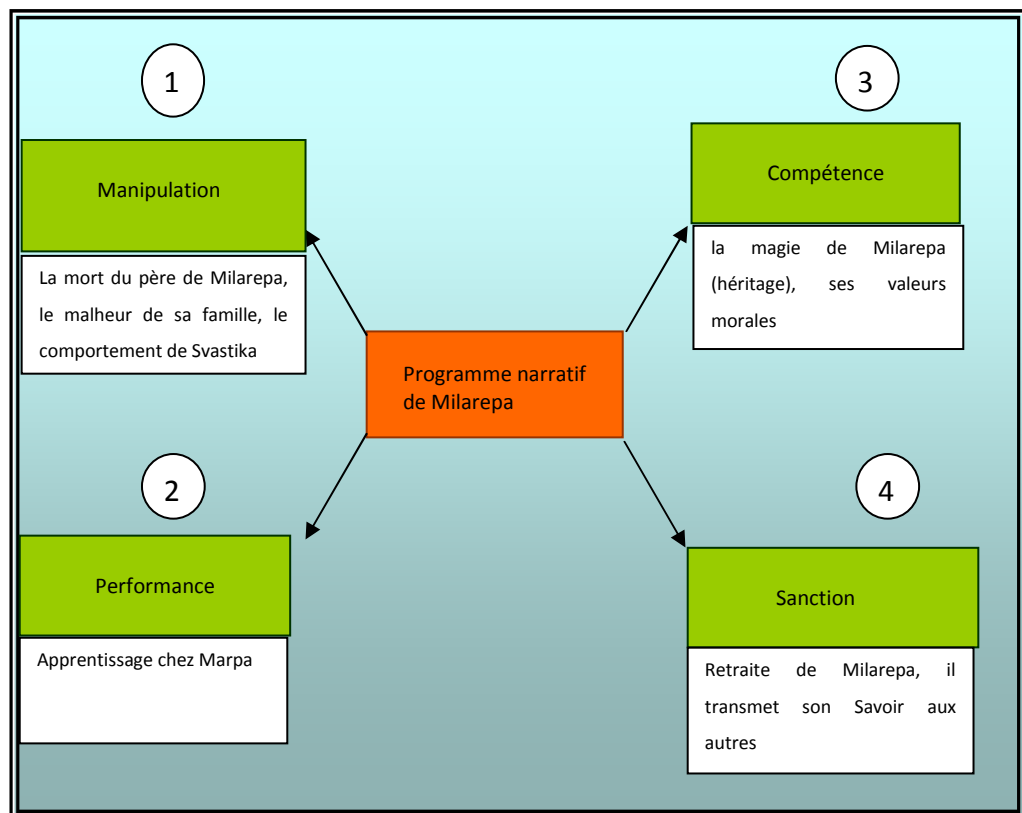 1
Manipulation
La mort du père de Milarepa,
le malheur de sa famille, le
comportement de Svastika
3
Compétence
la magie de Milarepa
(héritage), ses valeurs
morales
Programme narratif
de Milarepa
2
Performance
Apprentissage chez Marpa
4
Sanction
Retraite de Milarepa, il
transmet son Savoir aux
autres